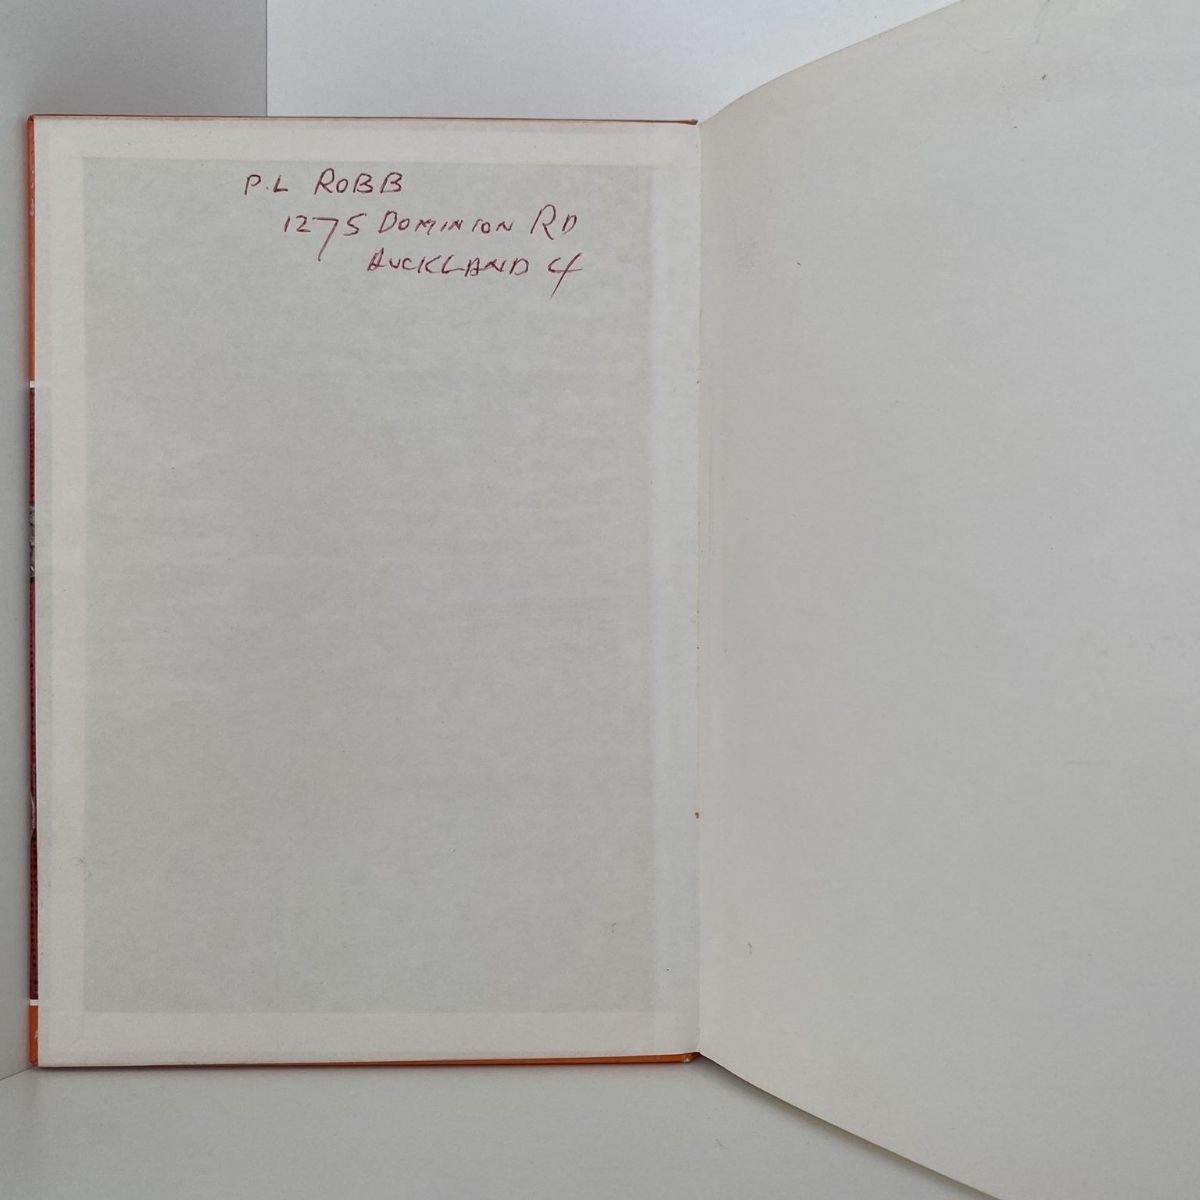 P.L ROBB
1275 DOMINION RD
AUCKLAND 4